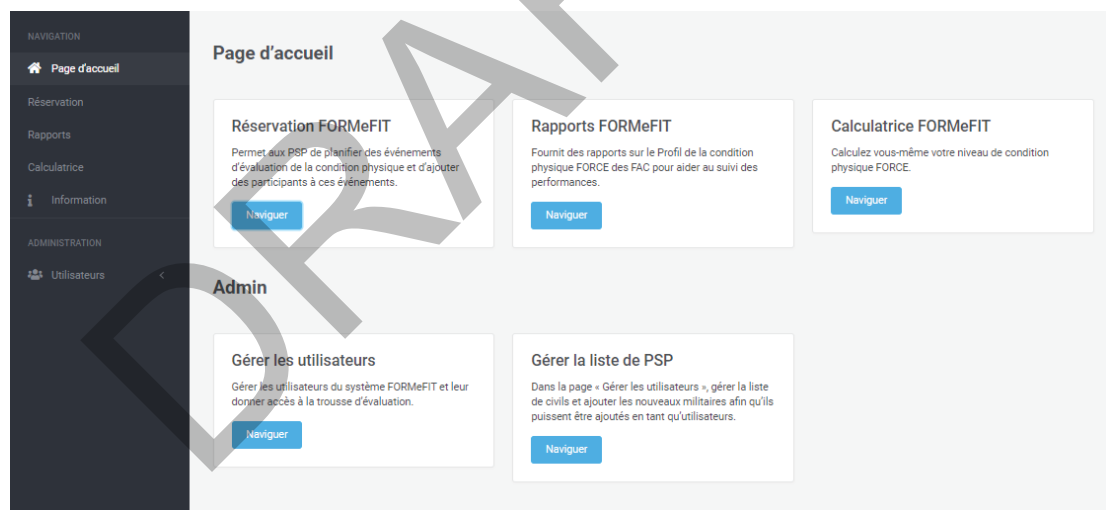 NAVIGATION
Page d'accueil
Réservation
Rapports
Calculatrice
Information
ADMINISTRATION
Utilisateurs
Page d'accueil
Réservation FORMeFIT
Permet aux PSP de planifier des événements
d'évaluation de la condition physique et d'ajouter
des participants à ces événements.
Naviguer
Rapports FORMeFIT
Fournit des rapports sur le Profil de la condition
physique FORCE des FAC pour aider au suivi des
performances.
Naviguer
Calculatrice FORMeFIT
Calculez vous-même votre niveau de condition
physique FORCE.
Naviguer
Admin
Gérer les utilisateurs
Gérer les utilisateurs du système FORMeFIT et leur
donner accès à la trousse d'évaluation.
Naviguer
Gérer la liste de PSP
Dans la page « Gérer les utilisateurs », gérer la liste
de civils et ajouter les nouveaux militaires afin qu'ils
puissent être ajoutés en tant qu'utilisateurs.
Naviguer